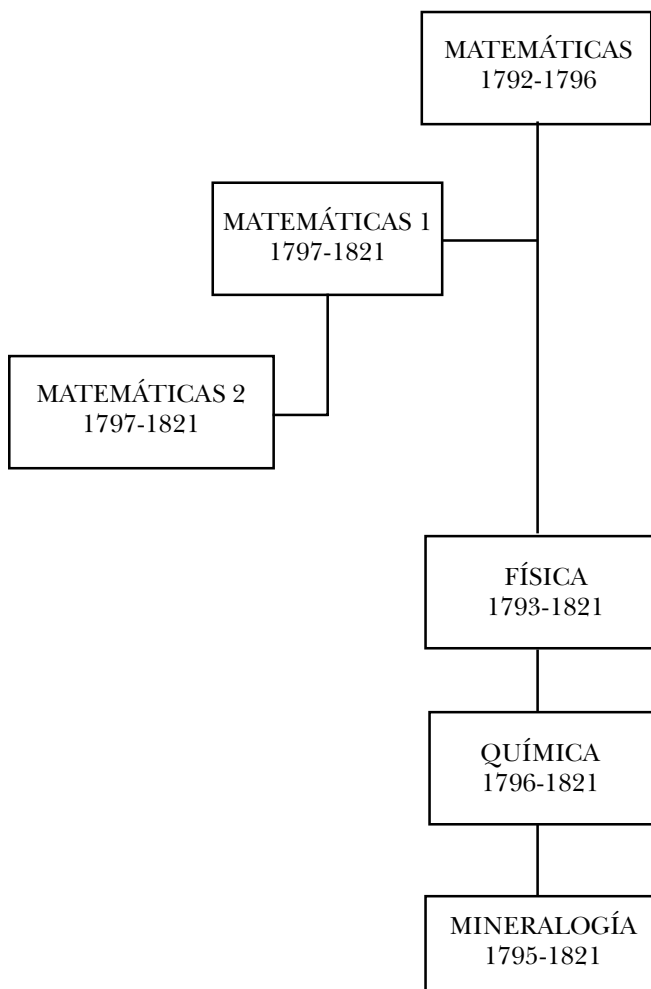 MATEMÁTICAS
1792-1796
MATEMÁTICAS 1
1797-1821
MATEMÁTICAS 2
1797-1821
FÍSICA
1793-1821
QUÍMICA
1796-1821
MINERALOGÍA
1795-1821